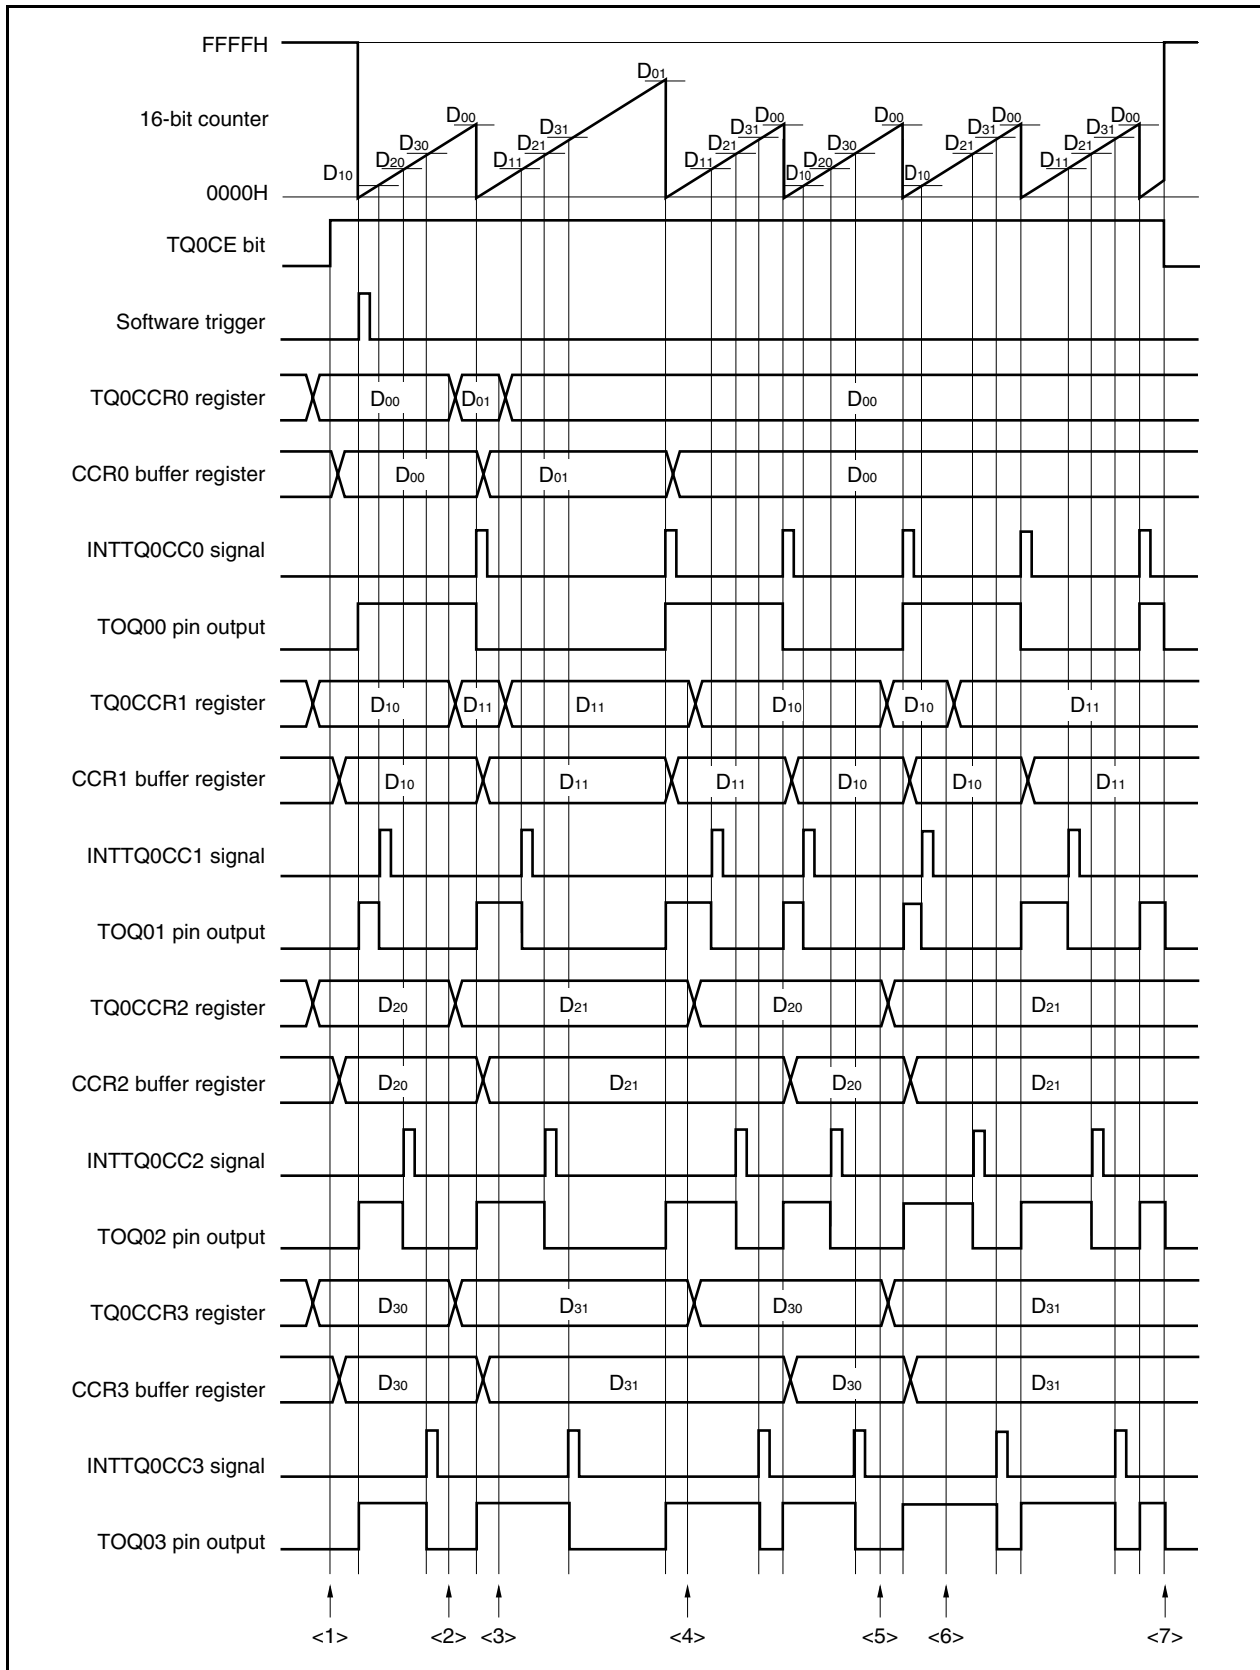 FFFFH
D01
16-bit counter
D00 D00 D00 D00 D00
D30 D31 D31 D30 D31 D31
D20 D21 D21 D20 D21 D21
D10 D11 D11 D10 D10 D11
0000H
TQ0CE bit
Software trigger
TQ0CCR0 register D00 D01 D00
CCR0 buffer register D00 D01 D00
INTTQ0CC0 signal
TOQ00 pin output
TQ0CCR1 register D10 D11 D11 D10 D10 D11
CCR1 buffer register D10 D11 D11 D10 D10 D11
INTTQ0CC1 signal
TOQ01 pin output
TQ0CCR2 register D20 D21 D20 D21
CCR2 buffer register D20 D21 D20 D21
INTTQ0CC2 signal
TOQ02 pin output
TQ0CCR3 register D30 D31 D30 D31
CCR3 buffer register D30 D31 D30 D31
INTTQ0CC3 signal
TOQ03 pin output
<1> <2> <3> <4> <5> <6> <7>